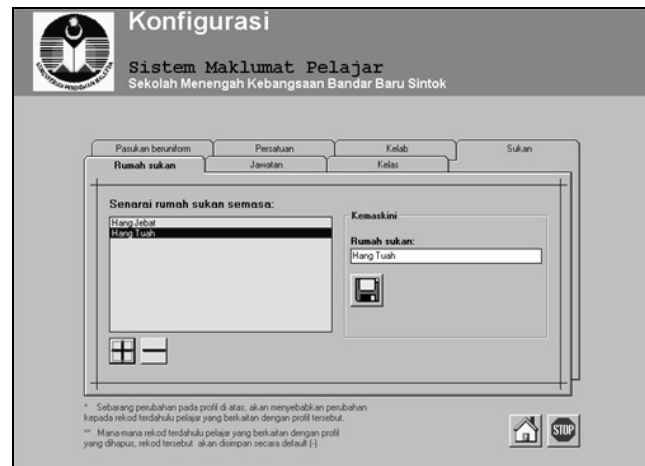 Konfigurasi
Sistem Maklumat Pelajar
Sekolah Menengah Kebangsaan Bandar Baru Sintok
Pasukan beruniform
Persatuan
Kelab
Sukan
Rumah sukan
Jawatan
Kelas
Senarai rumah sukan semasa:
Hang Jebat
Hang Tuah
Kemaskini
Rumah sukan:
Hang Tuah
* Sebarang perubahan pada profil di atas, akan menyebabkan perubahan
kepada rekod terdahulu pelajar yang berkaitan dengan profil tersebut.
** Mana-mana rekod terdahulu pelajar yang berkaitan dengan profil
yang dihapus, rekod tersebut akan disimpan secara default (-)
STOP